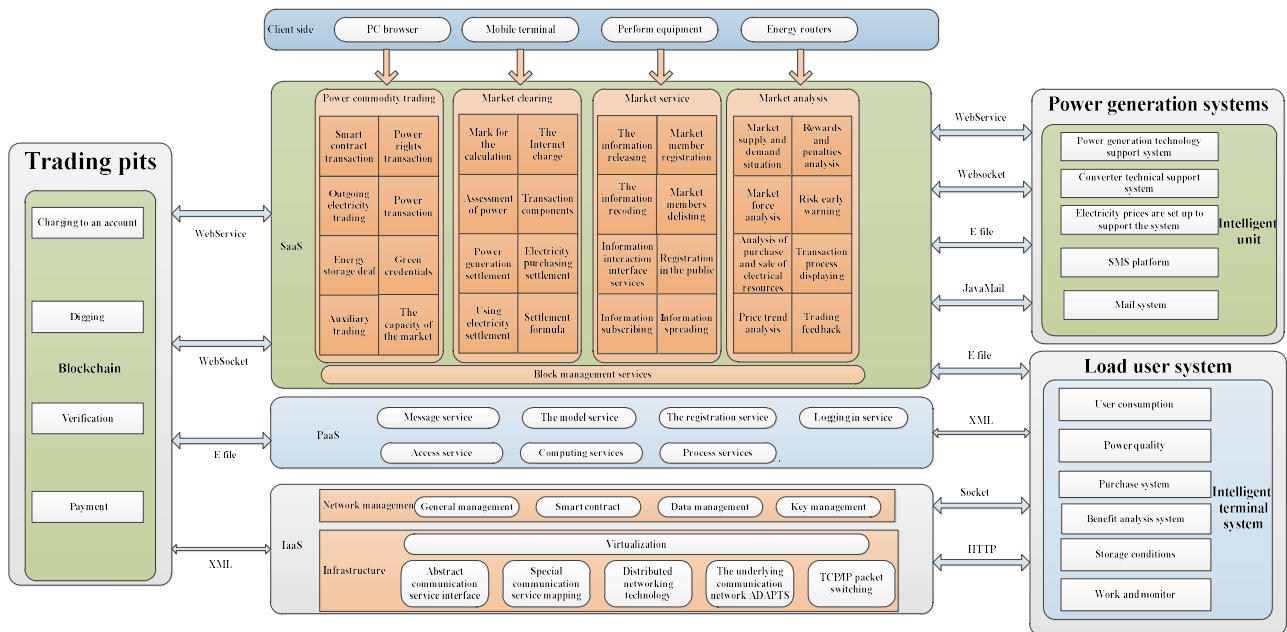 Client side
PC browser
Mobile terminal
Perform equipment
Energy routers
Trading pits
Charging to an account
Digging
Blockchain
Verification
Payment
WebService
WebSocket
E file
XML
SaaS
Power commodity trading
Smart
contract
transaction
Power
rights
transaction
Outgoing
electricity
trading
Power
transaction
Energy
storage deal
Green
credentials
Auxiliary
trading
The
capacity of
the market
Market clearing
Mark for
the
calculation
The
Internet
charge
Assessment
of power
Transaction
components
Power
generation
settlement
Electricity
purchasing
settlement
Using
electricity
settlement
Settlement
formula
Market service
The
information
releasing
Market
member
registration
The
information
recoding
Market
members
delisting
Information
interaction
interface
services
Registration
in the public
Information
subscribing
Information
spreading
Market analysis
Market
supply and
demand
situation
Rewards
and
penalties
analysis
Market
force
analysis
Risk early
warning
Analysis of
purchase
and sale of
electrical
resources
Transaction
process
displaying
Price trend
analysis
Trading
feedback
Block management services
PaaS
Message service
The model service
The registration service
Logging in service
Access service
Computing services
Process services
.
IaaS
Network management
General management
Smart contract
Data management
Key management
Infrastructure
Virtualization
Abstract
communication
service interface
Special
communication
service mapping
Distributed
networking
technology
The underlying
communication
network ADAPTS
TCP/IP packet
switching
WebService
Websocket
E file
JavaMail
E file
XML
Socket
HTTP
Power generation systems
Power generation technology
support system
Converter technical support
system
Electricity prices are set up to
support the system
SMS platform
Mail system
Intelligent
unit
Load user system
User consumption
Power quality
Purchase system
Benefit analysis system
Storage conditions
Work and monitor
Intelligent
terminal
system